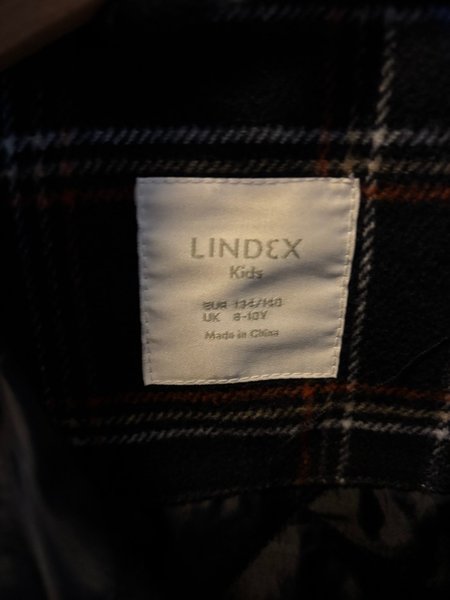 LINDEX
Kids
EUR 134/140
UK 8-10Y
Made in China